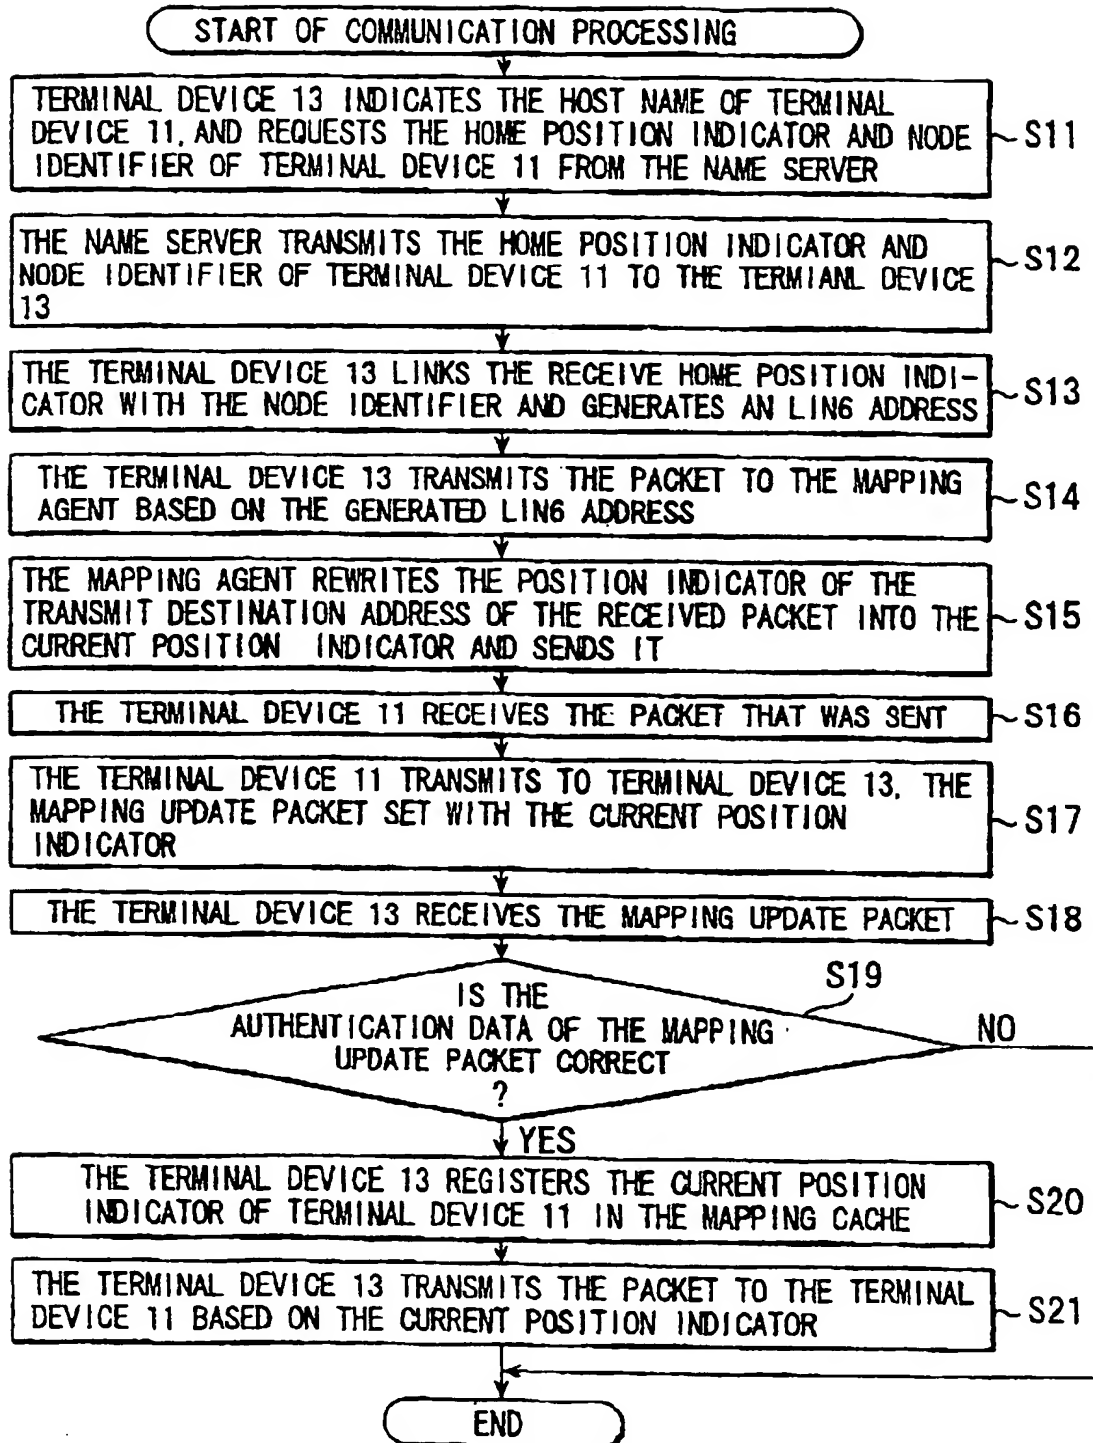 START OF COMMUNICATION PROCESSING
TERMINAL DEVICE 13 INDICATES THE HOST NAME OF TERMINAL
DEVICE 11, AND REQUESTS THE HOME POSITION INDICATOR AND NODE
IDENTIFIER OF TERMINAL DEVICE 11 FROM THE NAME SERVER
S11
THE NAME SERVER TRANSMITS THE HOME POSITION INDICATOR AND
NODE IDENTIFIER OF TERMINAL DEVICE 11 TO THE TERMIANL DEVICE
13
S12
THE TERMINAL DEVICE 13 LINKS THE RECEIVE HOME POSITION INDI-
CATOR WITH THE NODE IDENTIFIER AND GENERATES AN LIN6 ADDRESS
S13
THE TERMINAL DEVICE 13 TRANSMITS THE PACKET TO THE MAPPING
AGENT BASED ON THE GENERATED LIN6 ADDRESS
S14
THE MAPPING AGENT REWRITES THE POSITION INDICATOR OF THE
TRANSMIT DESTINATION ADDRESS OF THE RECEIVED PACKET INTO THE
CURRENT POSITION INDICATOR AND SENDS IT
S15
THE TERMINAL DEVICE 11 RECEIVES THE PACKET THAT WAS SENT
S16
THE TERMINAL DEVICE 11 TRANSMITS TO TERMINAL DEVICE 13, THE
MAPPING UPDATE PACKET SET WITH THE CURRENT POSITION
INDICATOR
S17
THE TERMINAL DEVICE 13 RECEIVES THE MAPPING UPDATE PACKET
S18
S19
IS THE
AUTHENTICATION DATA OF THE MAPPING
UPDATE PACKET CORRECT
?
NO
YES
THE TERMINAL DEVICE 13 REGISTERS THE CURRENT POSITION
INDICATOR OF TERMINAL DEVICE 11 IN THE MAPPING CACHE
S20
THE TERMINAL DEVICE 13 TRANSMITS THE PACKET TO THE TERMINAL
DEVICE 11 BASED ON THE CURRENT POSITION INDICATOR
S21
END